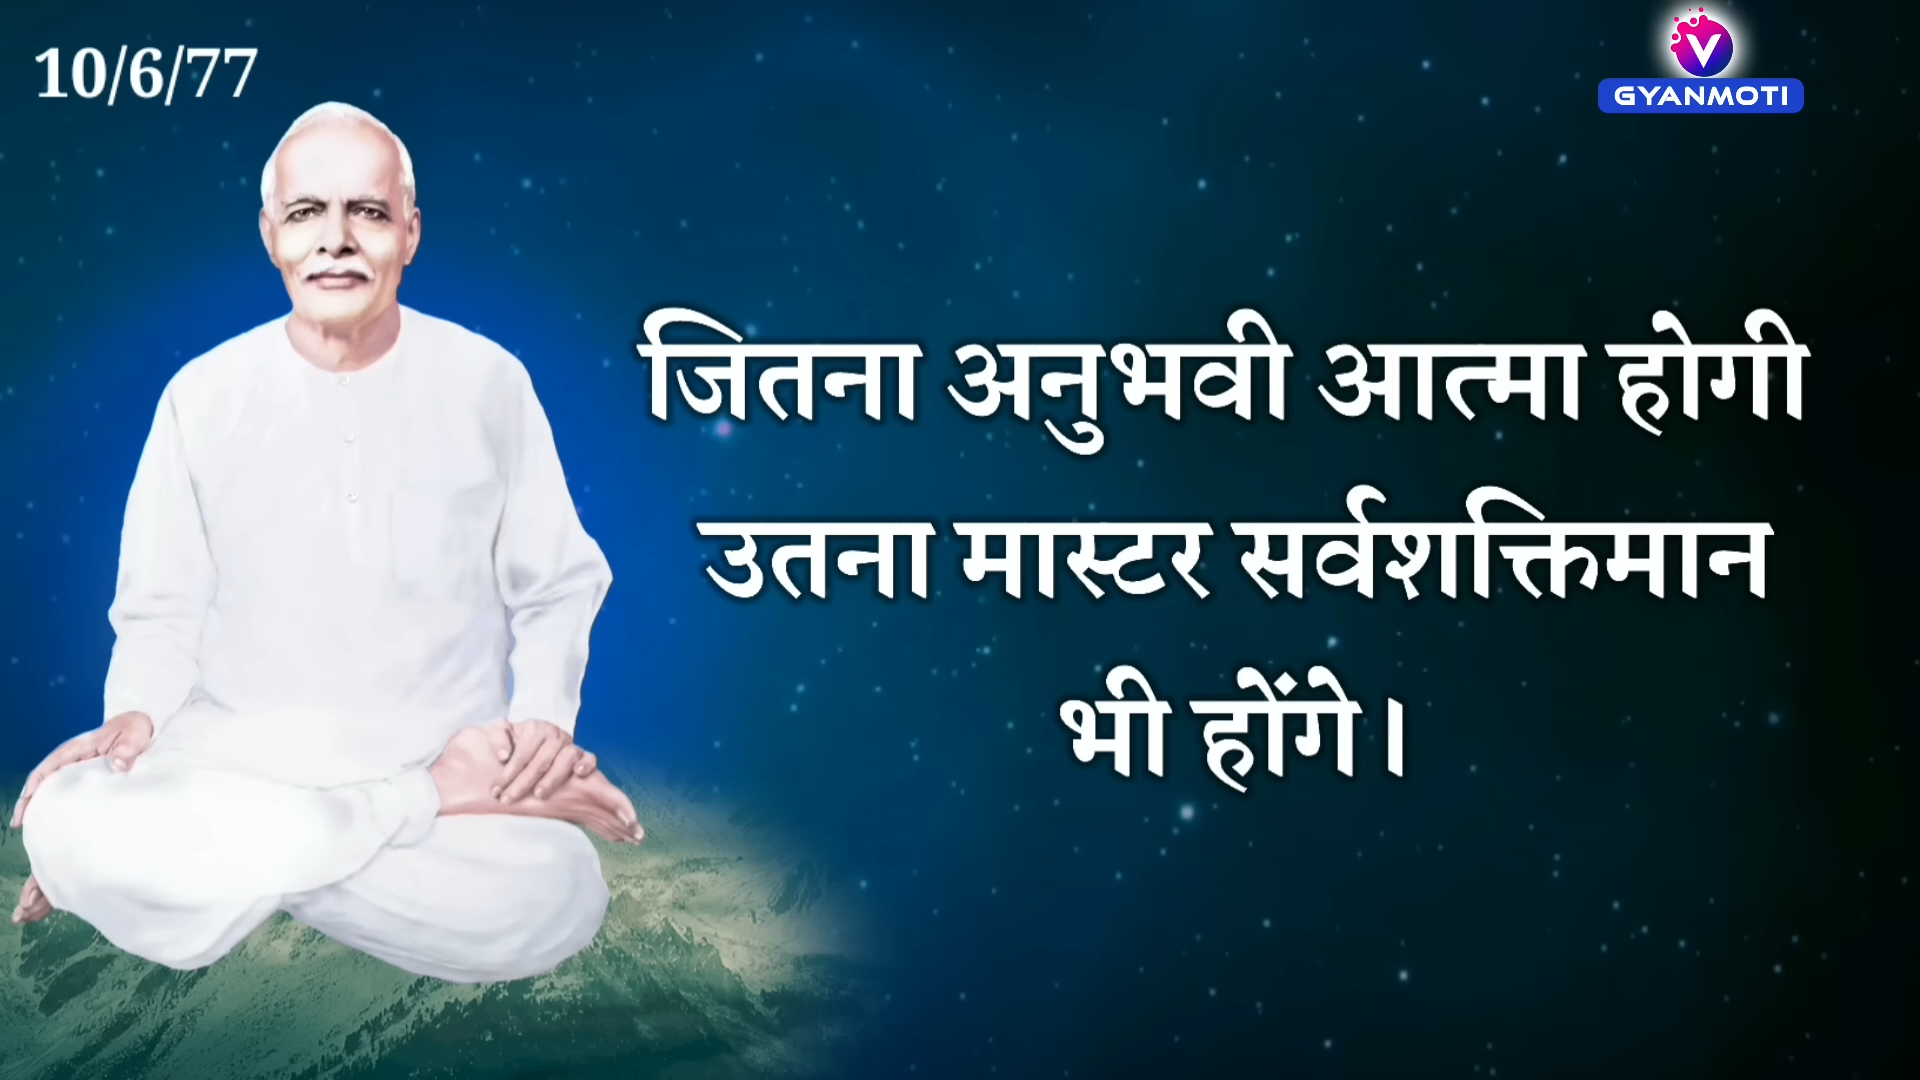 10/6/77
V
GYANMOTI
जितना अनुभवी आत्मा होगी
उतना मास्टर सर्वशक्तिमान
भी होंगे।